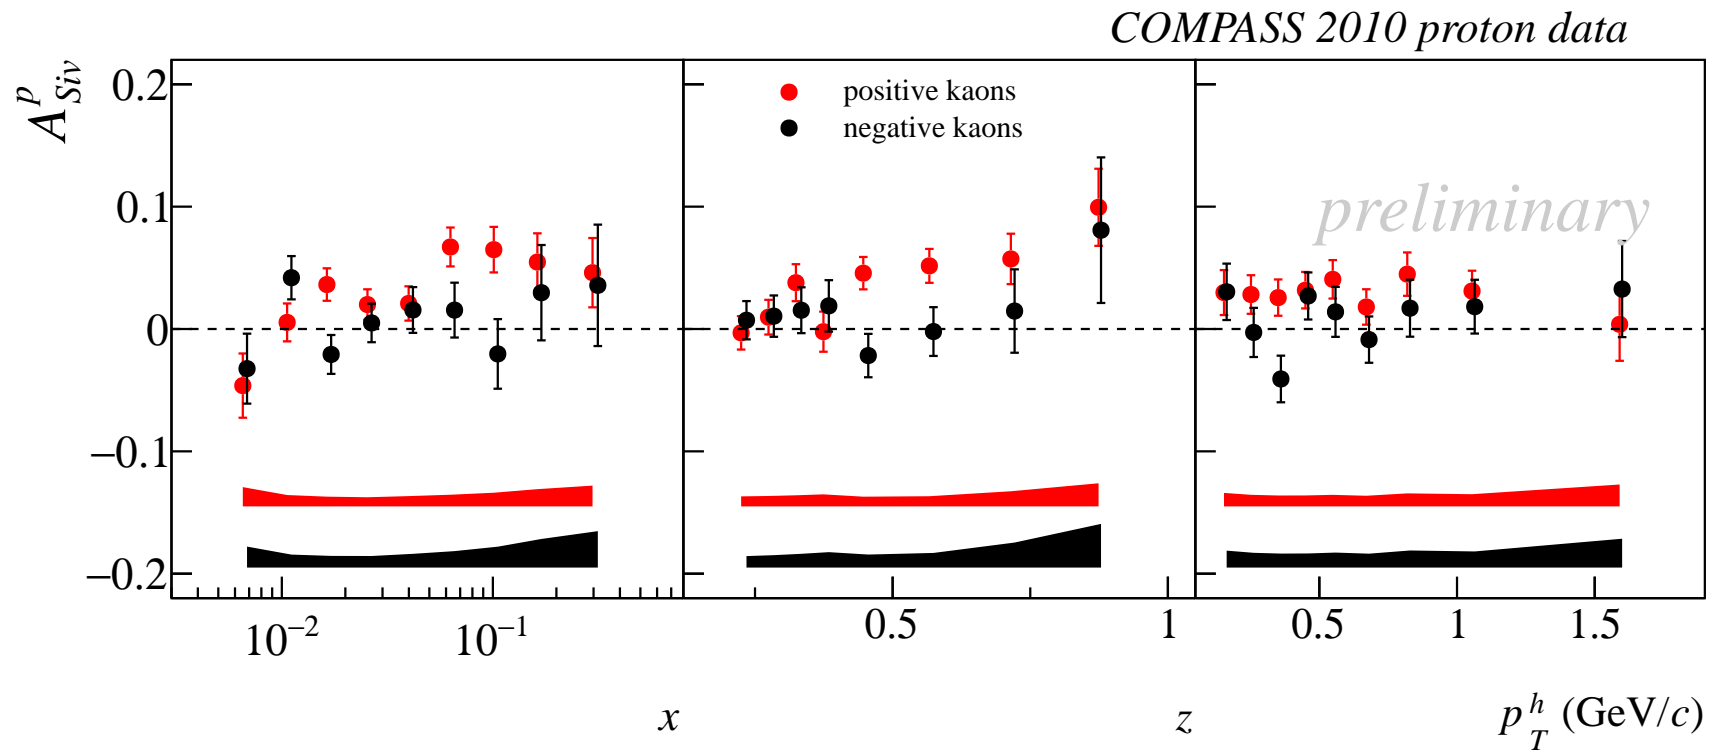 COMPASS 2010 proton data
A^p_Siv
0.2
0.1
0
−0.1
−0.2
positive kaons
negative kaons
preliminary
10^−2 10^−1
0.5 1
0.5 1 1.5
x
z
p_T^h (GeV/c)